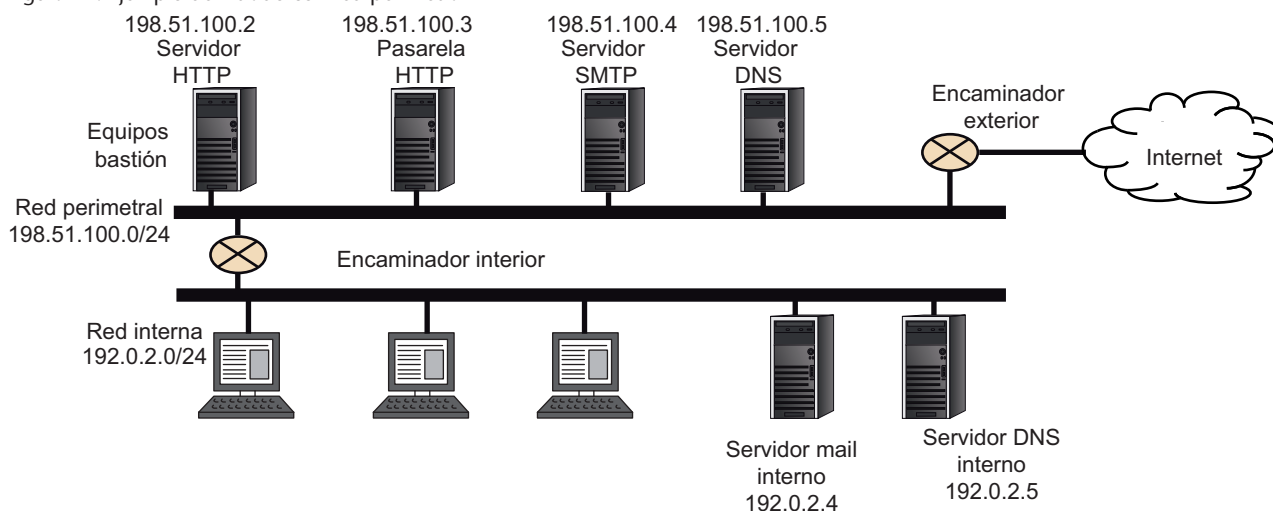 198.51.100.2
Servidor
HTTP
198.51.100.3
Pasarela
HTTP
198.51.100.4
Servidor
SMTP
198.51.100.5
Servidor
DNS
Encaminador
exterior
Internet
Equipos
bastión
Red perimetral
198.51.100.0/24
Encaminador interior
Red interna
192.0.2.0/24
Servidor mail
interno
192.0.2.4
Servidor DNS
interno
192.0.2.5